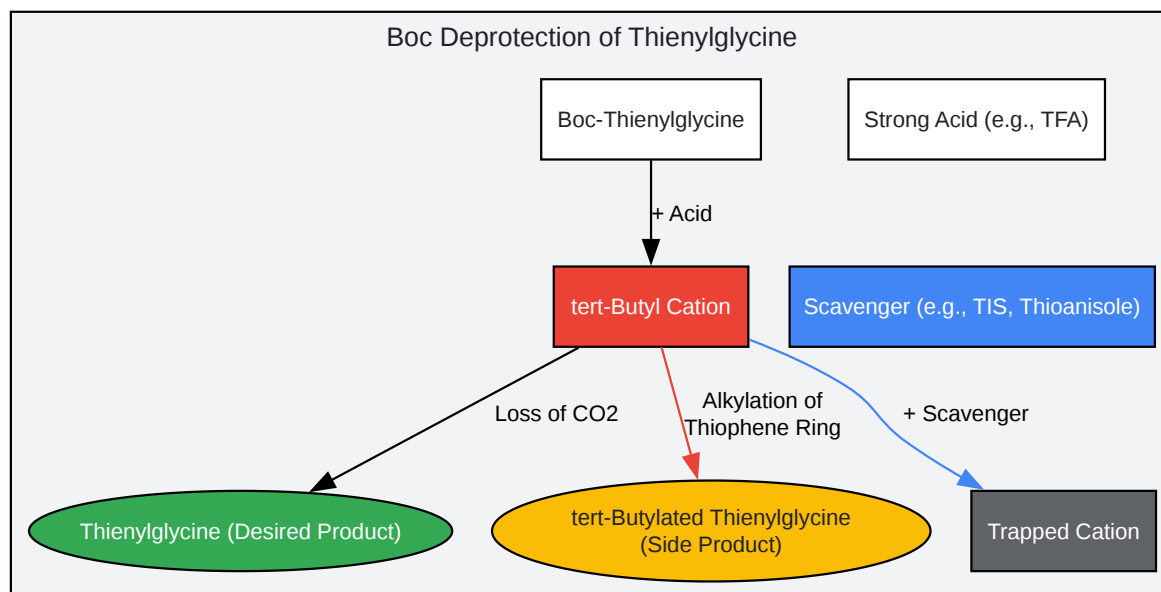 Boc Deprotection of Thienylglycine
Boc-Thienylglycine
Strong Acid (e.g., TFA)
+ Acid
tert-Butyl Cation
Scavenger (e.g., TIS, Thioanisole)
Loss of CO2
Alkylation of
Thiophene Ring
+ Scavenger
Thienylglycine (Desired Product)
tert-Butylated Thienylglycine
(Side Product)
Trapped Cation